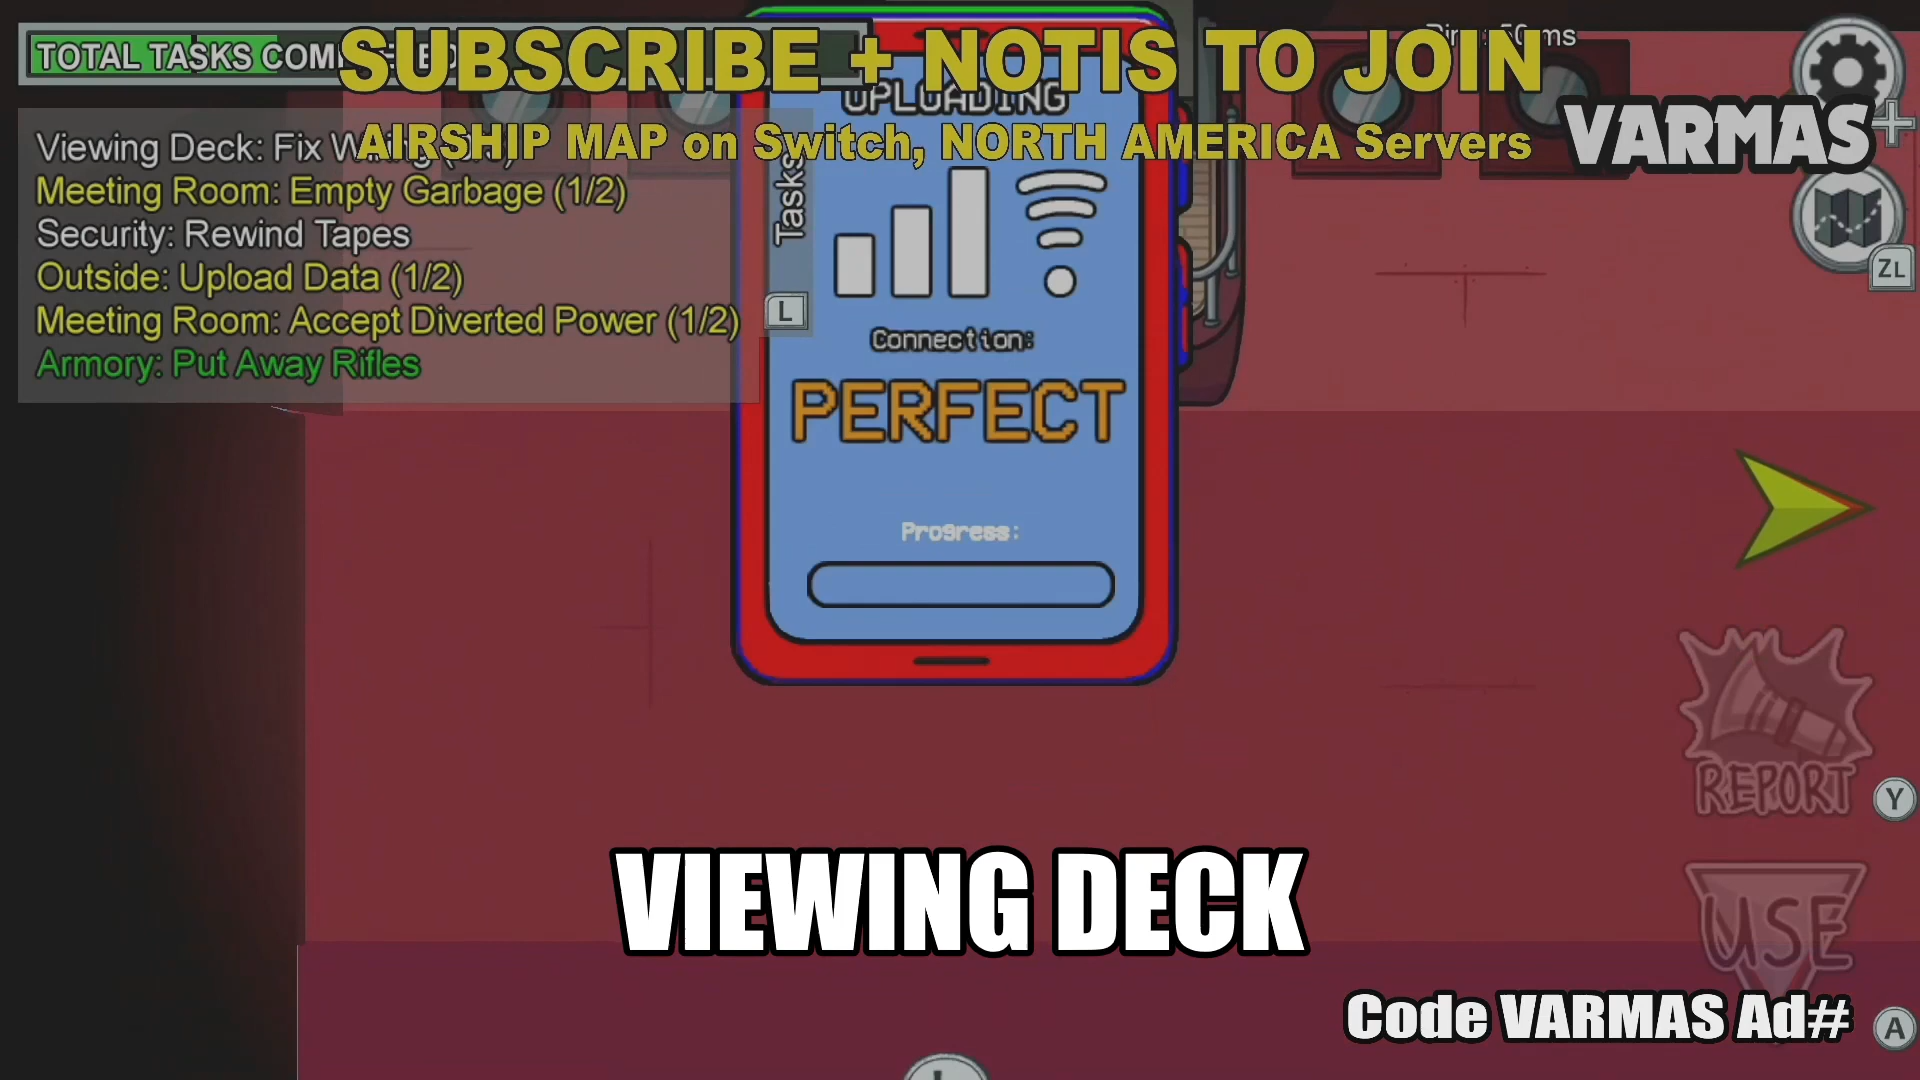 TOTAL TASKS
SUBSCRIBE + NOTIS TO JOIN
UPLOADING
AIRSHIP MAP on Switch, NORTH AMERICA Servers
VARMAS
Viewing Deck: Fix
Meeting Room: Empty Garbage (1/2)
Security: Rewind Tapes
Outside: Upload Data (1/2)
Meeting Room: Accept Diverted Power (1/2)
Armory: Put Away Rifles
Tasks
L
ZL
Connection:
PERFECT
Progress:
REPORT
Y
VIEWING DECK
USE
Code VARMAS Ad#
A